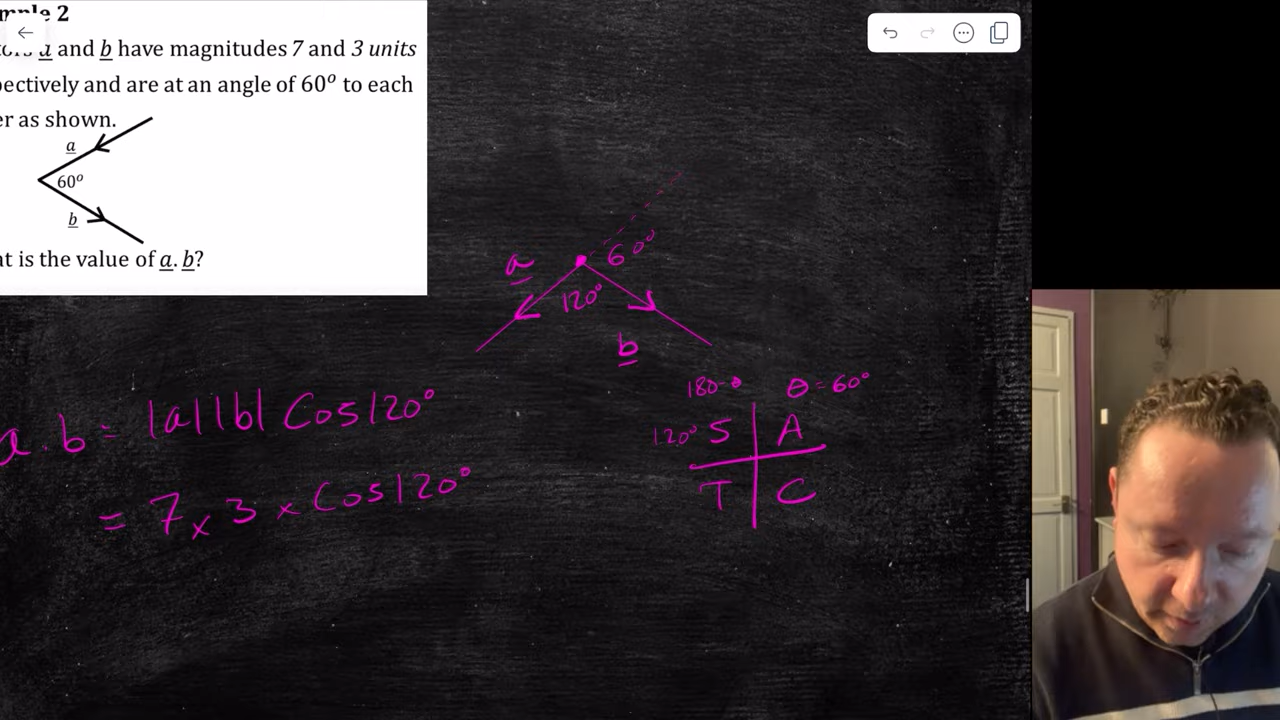 mple 2
tors a and b have magnitudes 7 and 3 units
pectively and are at an angle of 60° to each
er as shown.
a
60°
b
at is the value of a. b?
a
60°
120°
b
180-θ θ = 60°
120° S A
T C
a.b = |a||b| Cos120°
= 7 x 3 x Cos120°